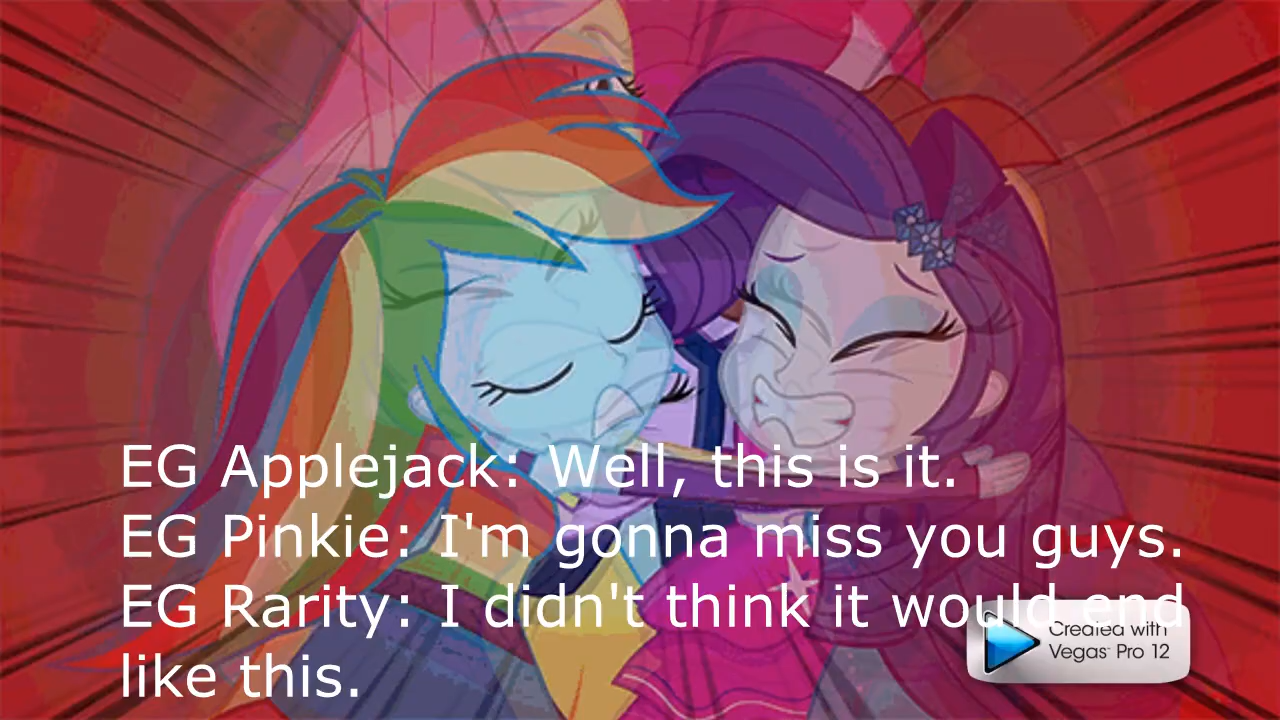 EG Applejack: Well, this is it.
EG Pinkie: I'm gonna miss you guys.
EG Rarity: I didn't think it would end
like this.
Created with
Vegas Pro 12